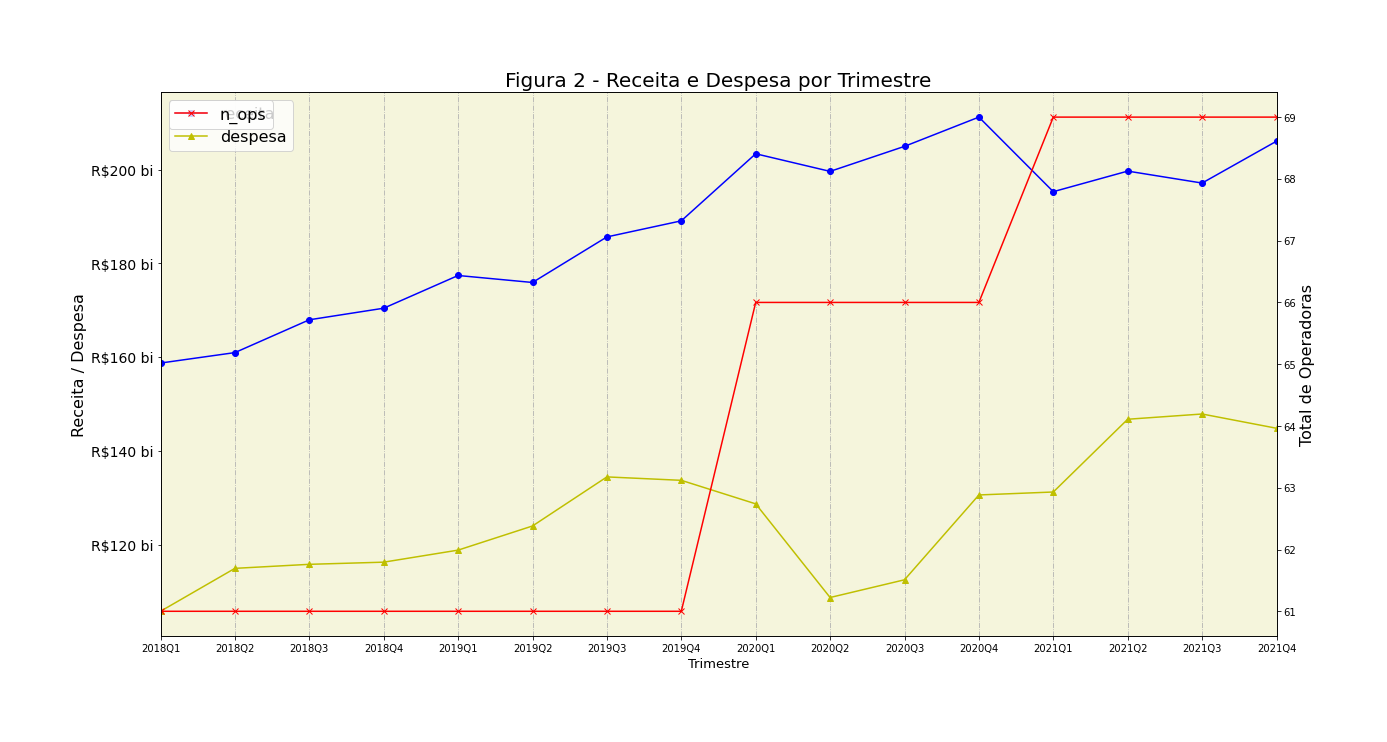 Figura 2 - Receita e Despesa por Trimestre
n_ops
despesa
R$200 bi
R$180 bi
R$160 bi
R$140 bi
R$120 bi
Receita / Despesa
69
68
67
66
65
64
63
62
61
Total de Operadoras
2018Q1 2018Q2 2018Q3 2018Q4 2019Q1 2019Q2 2019Q3 2019Q4 2020Q1 2020Q2 2020Q3 2020Q4 2021Q1 2021Q2 2021Q3 2021Q4
Trimestre